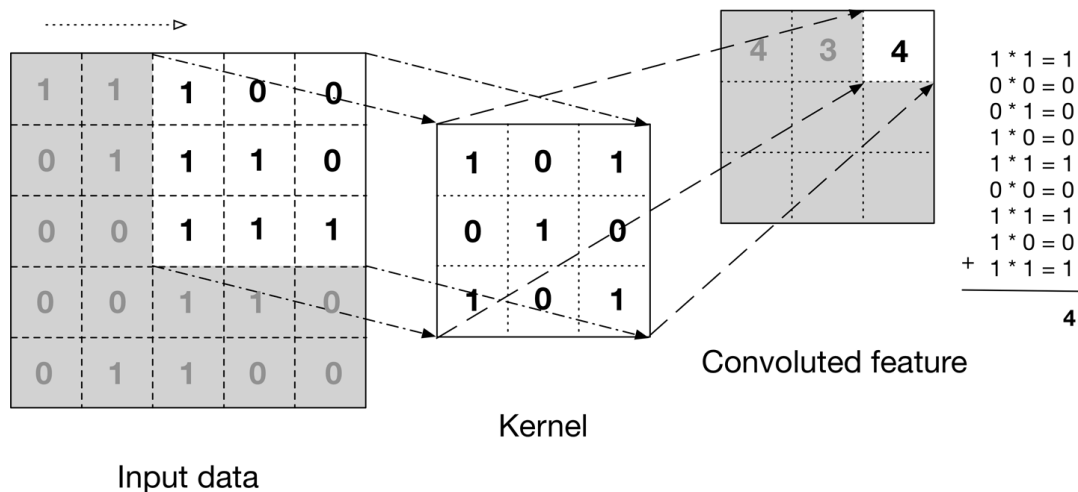 1 1 1 0 0
0 1 1 1 0
0 0 1 1 1
0 0 1 1 0
0 1 1 0 0
Input data
1 0 1
0 1 0
1 0 1
Kernel
4 3 4
Convoluted feature
1 * 1 = 1
0 * 0 = 0
0 * 1 = 0
1 * 0 = 0
1 * 1 = 1
0 * 0 = 0
1 * 1 = 1
1 * 0 = 0
+ 1 * 1 = 1
4